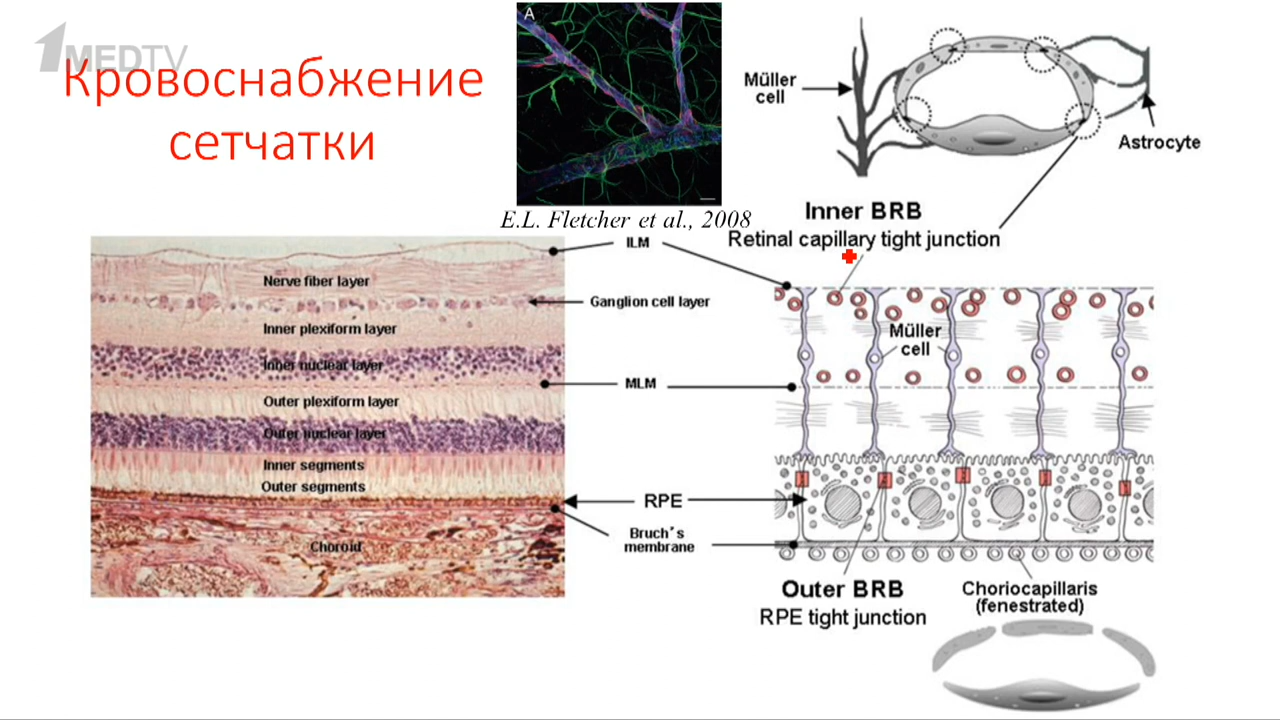 1MEDTV
Кровоснабжение
сетчатки
A
E.L. Fletcher et al., 2008
Müller
cell
Astrocyte
Inner BRB
Retinal capillary tight junction
ILM
Nerve fiber layer
Ganglion cell layer
Inner plexiform layer
Inner nuclear layer
MLM
Outer plexiform layer
Outer nuclear layer
Inner segments
Outer segments
RPE
Bruch's
membrane
Choroid
Müller
cell
Outer BRB
RPE tight junction
Choriocapillaris
(fenestrated)